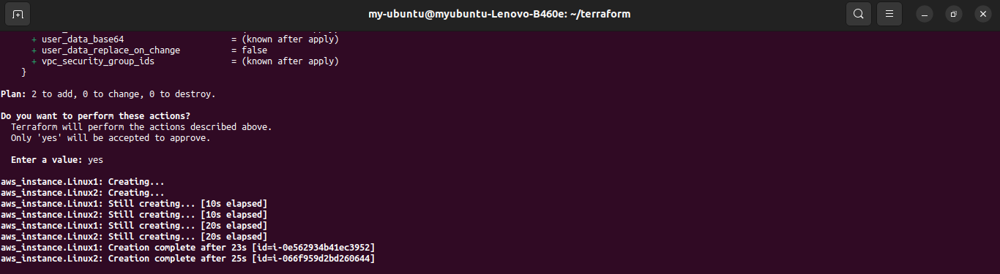 my-ubuntu@myubuntu-Lenovo-B460e: ~/terraform
+ user_data_base64 = (known after apply)
+ user_data_replace_on_change = false
+ vpc_security_group_ids = (known after apply)
}
Plan: 2 to add, 0 to change, 0 to destroy.
Do you want to perform these actions?
Terraform will perform the actions described above.
Only 'yes' will be accepted to approve.
Enter a value: yes
aws_instance.Linux1: Creating...
aws_instance.Linux2: Creating...
aws_instance.Linux1: Still creating... [10s elapsed]
aws_instance.Linux2: Still creating... [10s elapsed]
aws_instance.Linux1: Still creating... [20s elapsed]
aws_instance.Linux2: Still creating... [20s elapsed]
aws_instance.Linux1: Creation complete after 23s [id=i-0e562934b41ec3952]
aws_instance.Linux2: Creation complete after 25s [id=i-066f959d2bd260644]